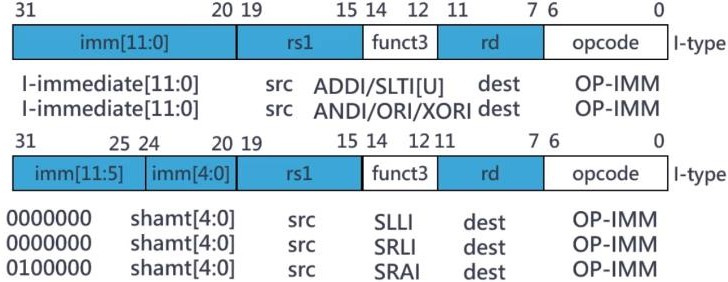 31 20 19 15 14 12 11 7 6 0
imm[11:0] rs1 funct3 rd opcode I-type
I-immediate[11:0] src ADDI/SLTI[U] dest OP-IMM
I-immediate[11:0] src ANDI/ORI/XORI dest OP-IMM
31 25 24 20 19 15 14 12 11 7 6 0
imm[11:5] imm[4:0] rs1 funct3 rd opcode I-type
0000000 shamt[4:0] src SLLI dest OP-IMM
0000000 shamt[4:0] src SRLI dest OP-IMM
0100000 shamt[4:0] src SRAI dest OP-IMM